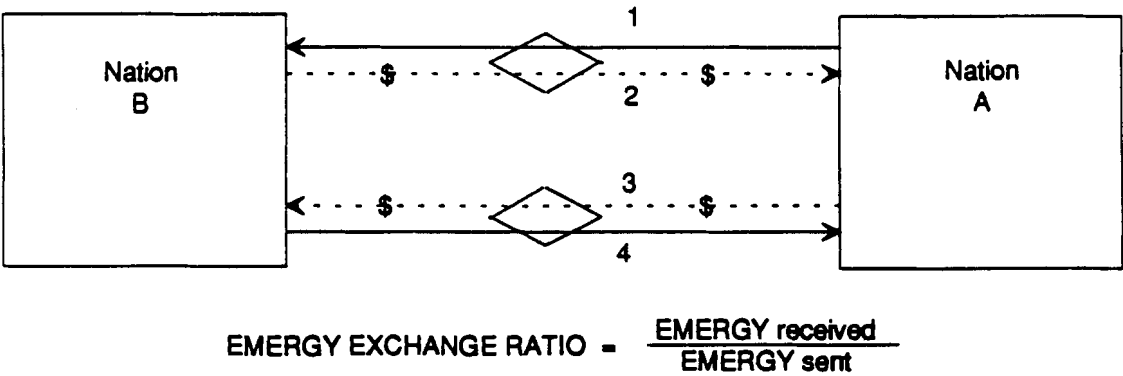 1
Nation
B
$ $
2
Nation
A
3
$ $
4
EMERGY EXCHANGE RATIO = EMERGY received
EMERGY sent